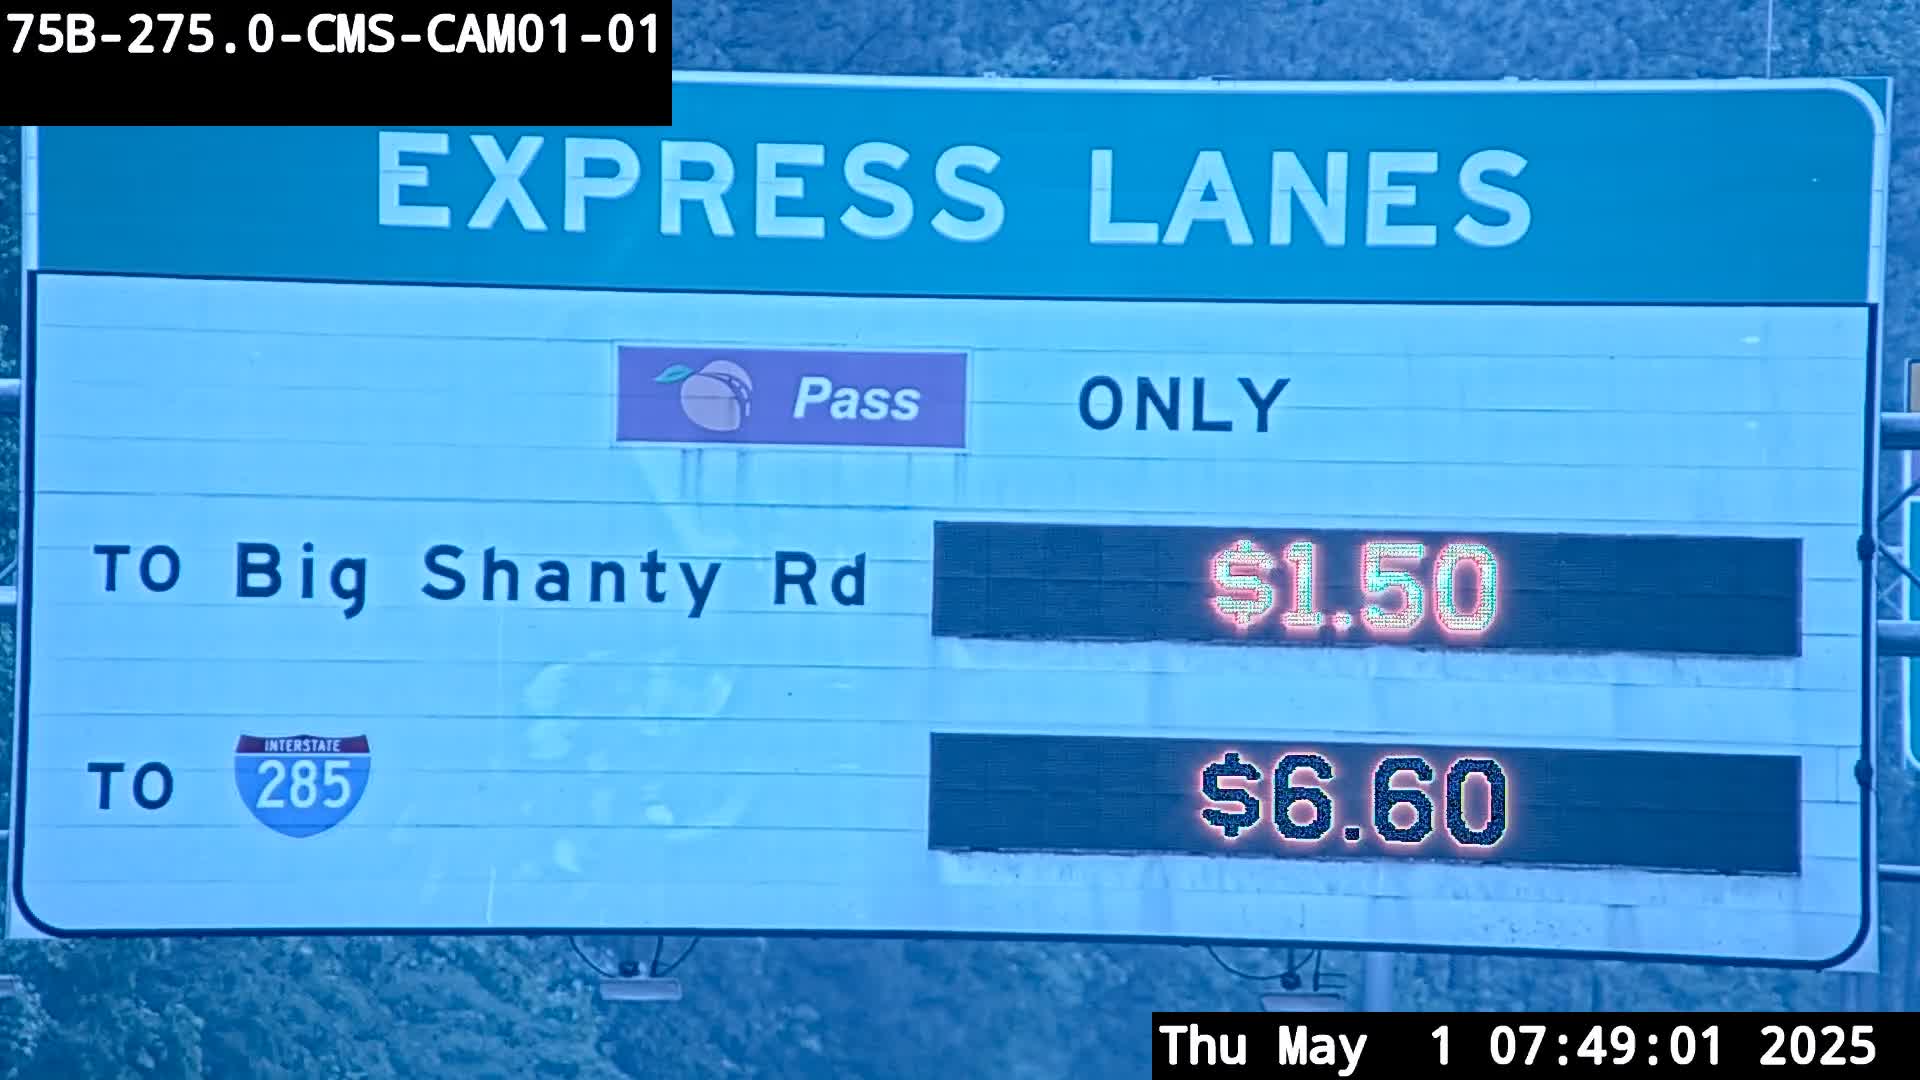 75B-275.0-CMS-CAM01-01
EXPRESS LANES
Pass ONLY
TO Big Shanty Rd $1.50
TO INTERSTATE 285 $6.60
Thu May 1 07:49:01 2025